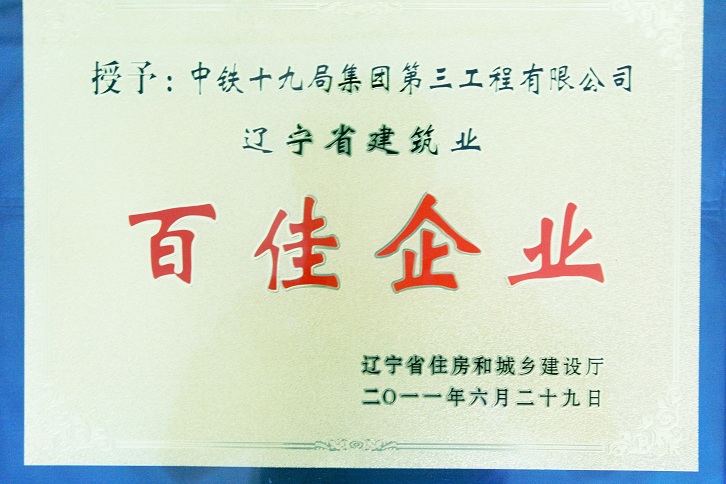 授予：中铁十九局集团第三工程有限公司
辽宁省建筑业
百佳企业
辽宁省住房和城乡建设厅
二〇一一年六月二十九日